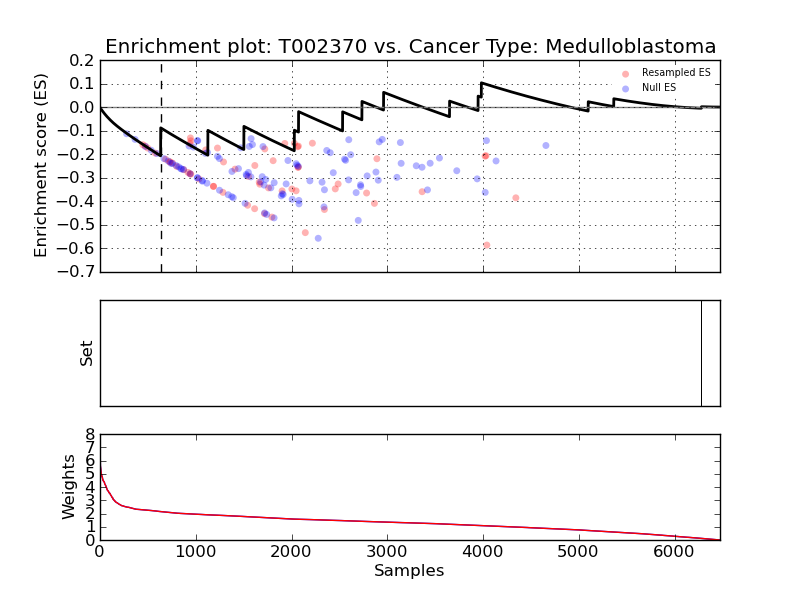 Enrichment plot: T002370 vs. Cancer Type: Medulloblastoma
Enrichment score (ES)
0.2
0.1
0.0
−0.1
−0.2
−0.3
−0.4
−0.5
−0.6
−0.7
Resampled ES
Null ES
Set
Weights
8
7
6
5
4
3
2
1
0
0 1000 2000 3000 4000 5000 6000
Samples